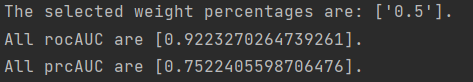 The selected weight percentages are: ['0.5'].
All rocAUC are [0.9223270264739261].
All prcAUC are [0.7522405598706476].